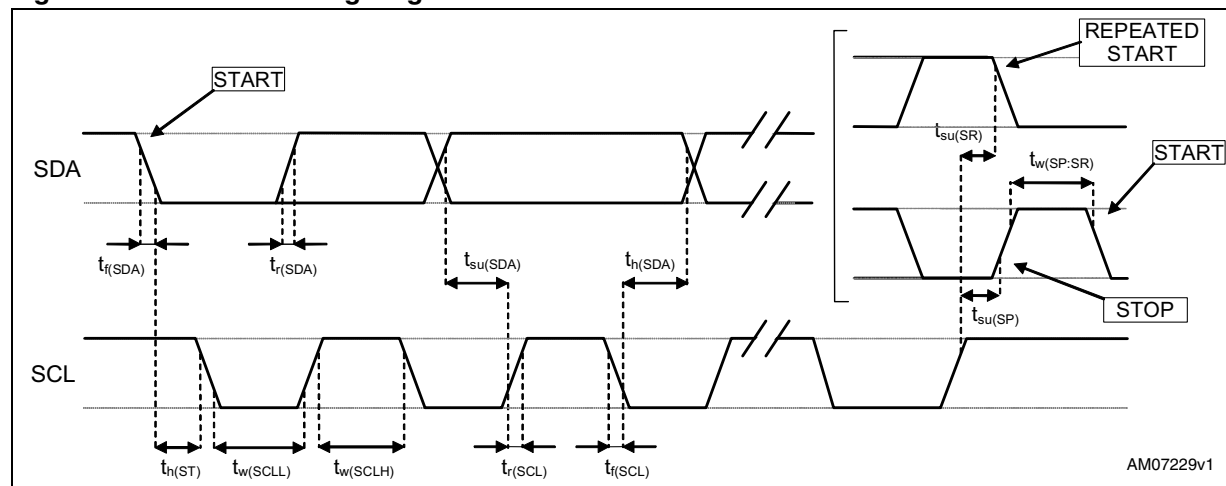 REPEATED
START
START
SDA
t_su(SR)
START
t_w(SP:SR)
t_f(SDA)
t_r(SDA)
t_su(SDA)
t_h(SDA)
t_su(SP)
STOP
SCL
t_h(ST)
t_w(SCLL)
t_w(SCLH)
t_r(SCL)
t_f(SCL)
AM07229v1